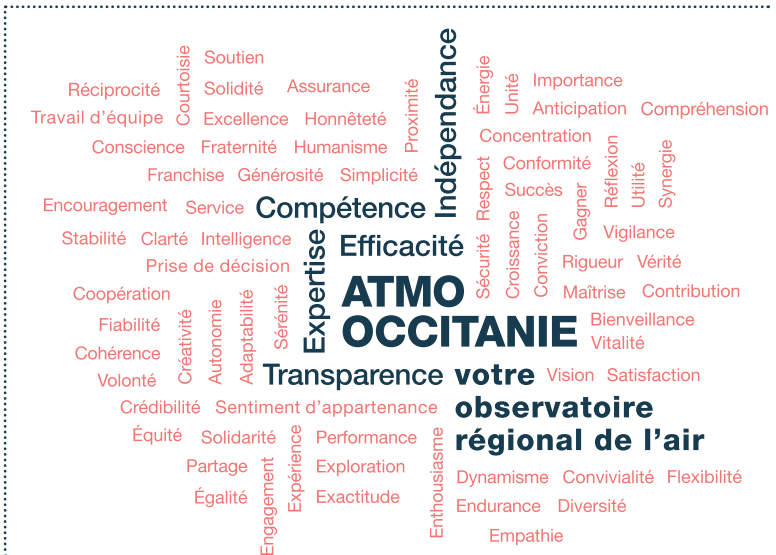 Soutien
Courtoisie
Réciprocité
Solidité
Assurance
Travail d'équipe
Excellence
Honnêteté
Proximité
Indépendance
Énergie
Unité
Importance
Anticipation
Compréhension
Concentration
Conscience
Fraternité
Humanisme
Conformité
Réflexion
Utilité
Synergie
Franchise
Générosité
Simplicité
Respect
Succès
Gagner
Encouragement
Service
Compétence
Stabilité
Clarté
Intelligence
Expertise
Efficacité
Sécurité
Croissance
Conviction
Vigilance
Prise de décision
Rigueur
Vérité
Coopération
Créativité
Autonomie
Adaptabilité
Sérénité
ATMO
OCCITANIE
Maîtrise
Contribution
Fiabilité
Bienveillance
Cohérence
Vitalité
Volonté
Transparence
votre
observatoire
régional de l'air
Vision
Satisfaction
Crédibilité
Sentiment d'appartenance
Équité
Solidarité
Expérience
Performance
Enthousiasme
Partage
Engagement
Exploration
Dynamisme
Convivialité
Flexibilité
Égalité
Exactitude
Endurance
Diversité
Empathie